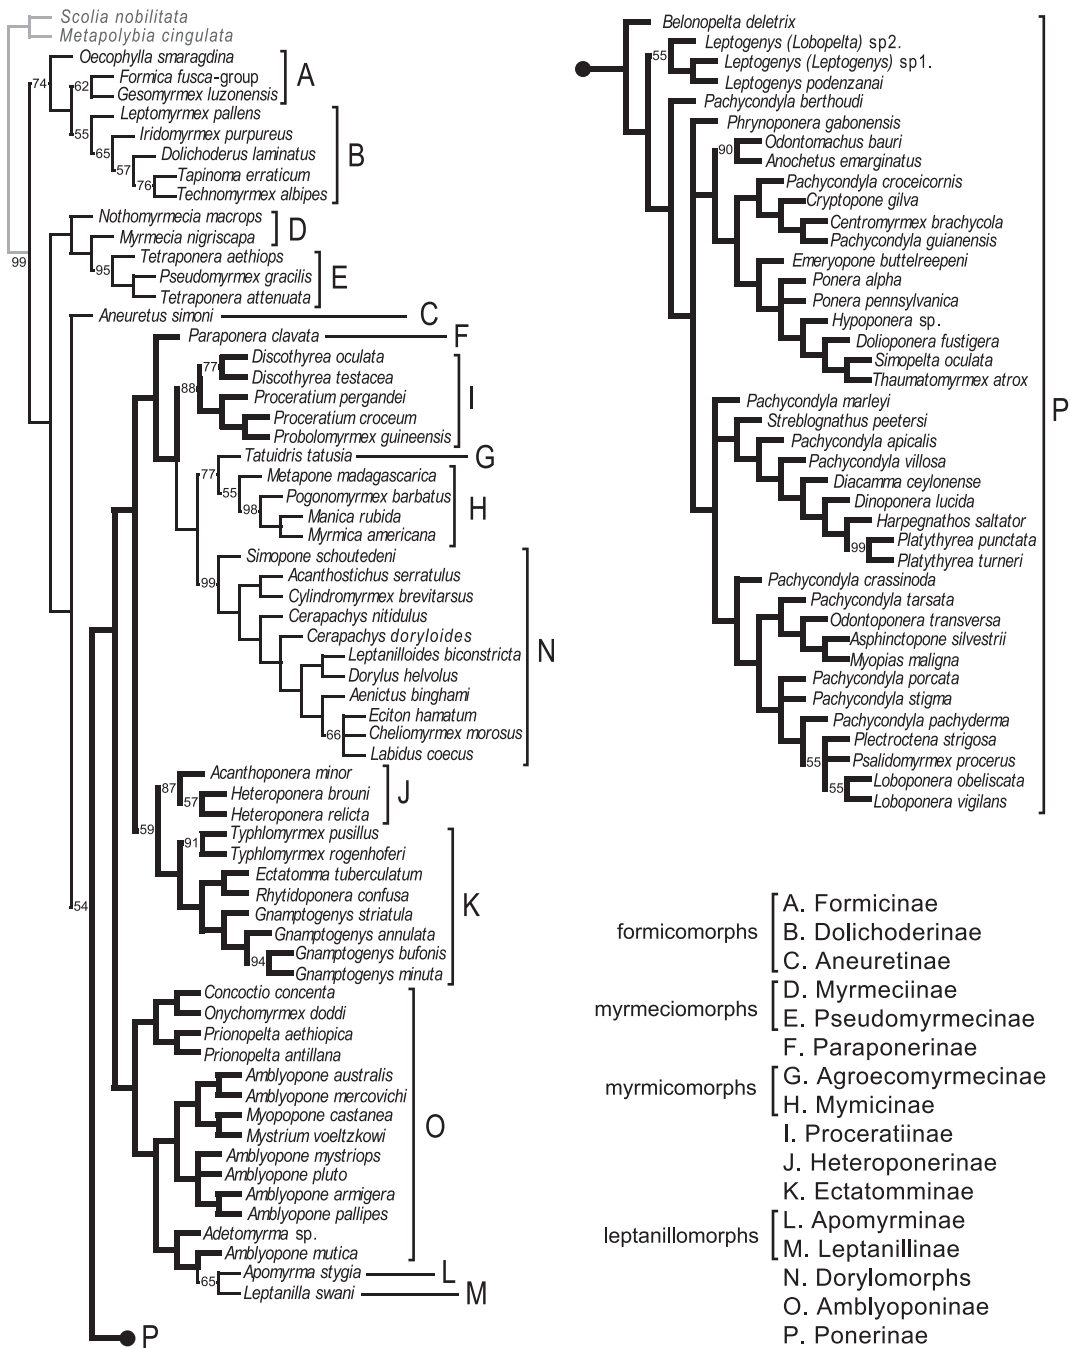 Scolia nobilitata
Metapolybia cingulata
Oecophylla smaragdina
74
Formica fusca-group
62
A
Gesomyrmex luzonensis
Leptomyrmex pallens
55
Iridomyrmex purpureus
65
Dolichoderus laminatus
B
57
Tapinoma erraticum
76
Technomyrmex albipes
Nothomyrmecia macrops
D
Myrmecia nigriscapa
99
Tetraponera aethiops
95
Pseudomyrmex gracilis
E
Tetraponera attenuata
Aneuretus simoni
C
Paraponera clavata
F
Discothyrea oculata
77
Discothyrea testacea
88
Proceratium pergandei
I
Proceratium croceum
Probolomyrmex guineensis
Tatuidris tatusia
G
77
Metapone madagascarica
55
Pogonomyrmex barbatus
98
H
Manica rubida
Myrmica americana
Simopone schoutedeni
99
Acanthostichus serratulus
Cylindromyrmex brevitarsus
Cerapachys nitidulus
Cerapachys doryloides
N
Leptanilloides biconstricta
Dorylus helvolus
Aenictus binghami
Eciton hamatum
66
Cheliomyrmex morosus
Labidus coecus
Acanthoponera minor
87
Heteroponera brouni
57
J
Heteroponera relicta
59
Typhlomyrmex pusillus
91
Typhlomyrmex rogenhoferi
Ectatomma tuberculatum
Rhytidoponera confusa
54
K
Gnamptogenys striatula
Gnamptogenys annulata
Gnamptogenys bufonis
94
Gnamptogenys minuta
Concoctio concenta
Onychomyrmex doddi
Prionopelta aethiopica
Prionopelta antillana
Amblyopone australis
Amblyopone mercovichi
Myopopone castanea
O
Mystrium voeltzkowi
Amblyopone mystriops
Amblyopone pluto
Amblyopone armigera
Amblyopone pallipes
Adetomyrma sp.
Amblyopone mutica
Apomyrma stygia
L
65
Leptanilla swani
M
P
Belonopelta deletrix
Leptogenys (Lobopelta) sp2.
55
Leptogenys (Leptogenys) sp1.
Leptogenys podenzanai
Pachycondyla berthoudi
Phrynoponera gabonensis
Odontomachus bauri
90
Anochetus emarginatus
Pachycondyla croceicornis
Cryptopone gilva
Centromyrmex brachycola
Pachycondyla guianensis
Emeryopone buttelreepeni
Ponera alpha
Ponera pennsylvanica
Hypoponera sp.
Dolioponera fustigera
Simopelta oculata
Thaumatomyrmex atrox
P
Pachycondyla marleyi
Streblognathus peetersi
Pachycondyla apicalis
Pachycondyla villosa
Diacamma ceylonense
Dinoponera lucida
Harpegnathos saltator
Platythyrea punctata
99
Platythyrea turneri
Pachycondyla crassinoda
Pachycondyla tarsata
Odontoponera transversa
Asphinctopone silvestrii
Myopias maligna
Pachycondyla porcata
Pachycondyla stigma
Pachycondyla pachyderma
Plectroctena strigosa
55
Psalidomyrmex procerus
Loboponera obeliscata
55
Loboponera vigilans
A. Formicinae
formicomorphs
B. Dolichoderinae
C. Aneuretinae
D. Myrmeciinae
myrmeciomorphs
E. Pseudomyrmecinae
F. Paraponerinae
G. Agroecomyrmecinae
myrmicomorphs
H. Mymicinae
I. Proceratiinae
J. Heteroponerinae
K. Ectatomminae
L. Apomyrminae
leptanillomorphs
M. Leptanillinae
N. Dorylomorphs
O. Amblyoponinae
P. Ponerinae